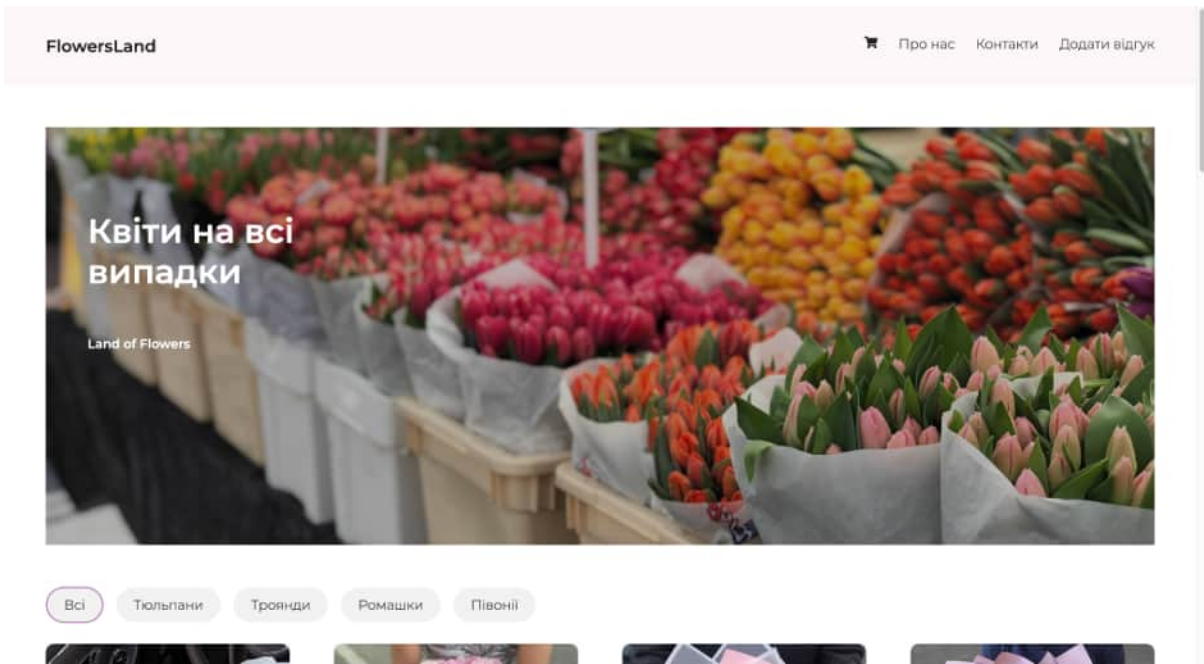 FlowersLand
Про нас Контакти Додати відгук
Квіти на всі
випадки
Land of Flowers
Всі Тюльпани Троянди Ромашки Півонії